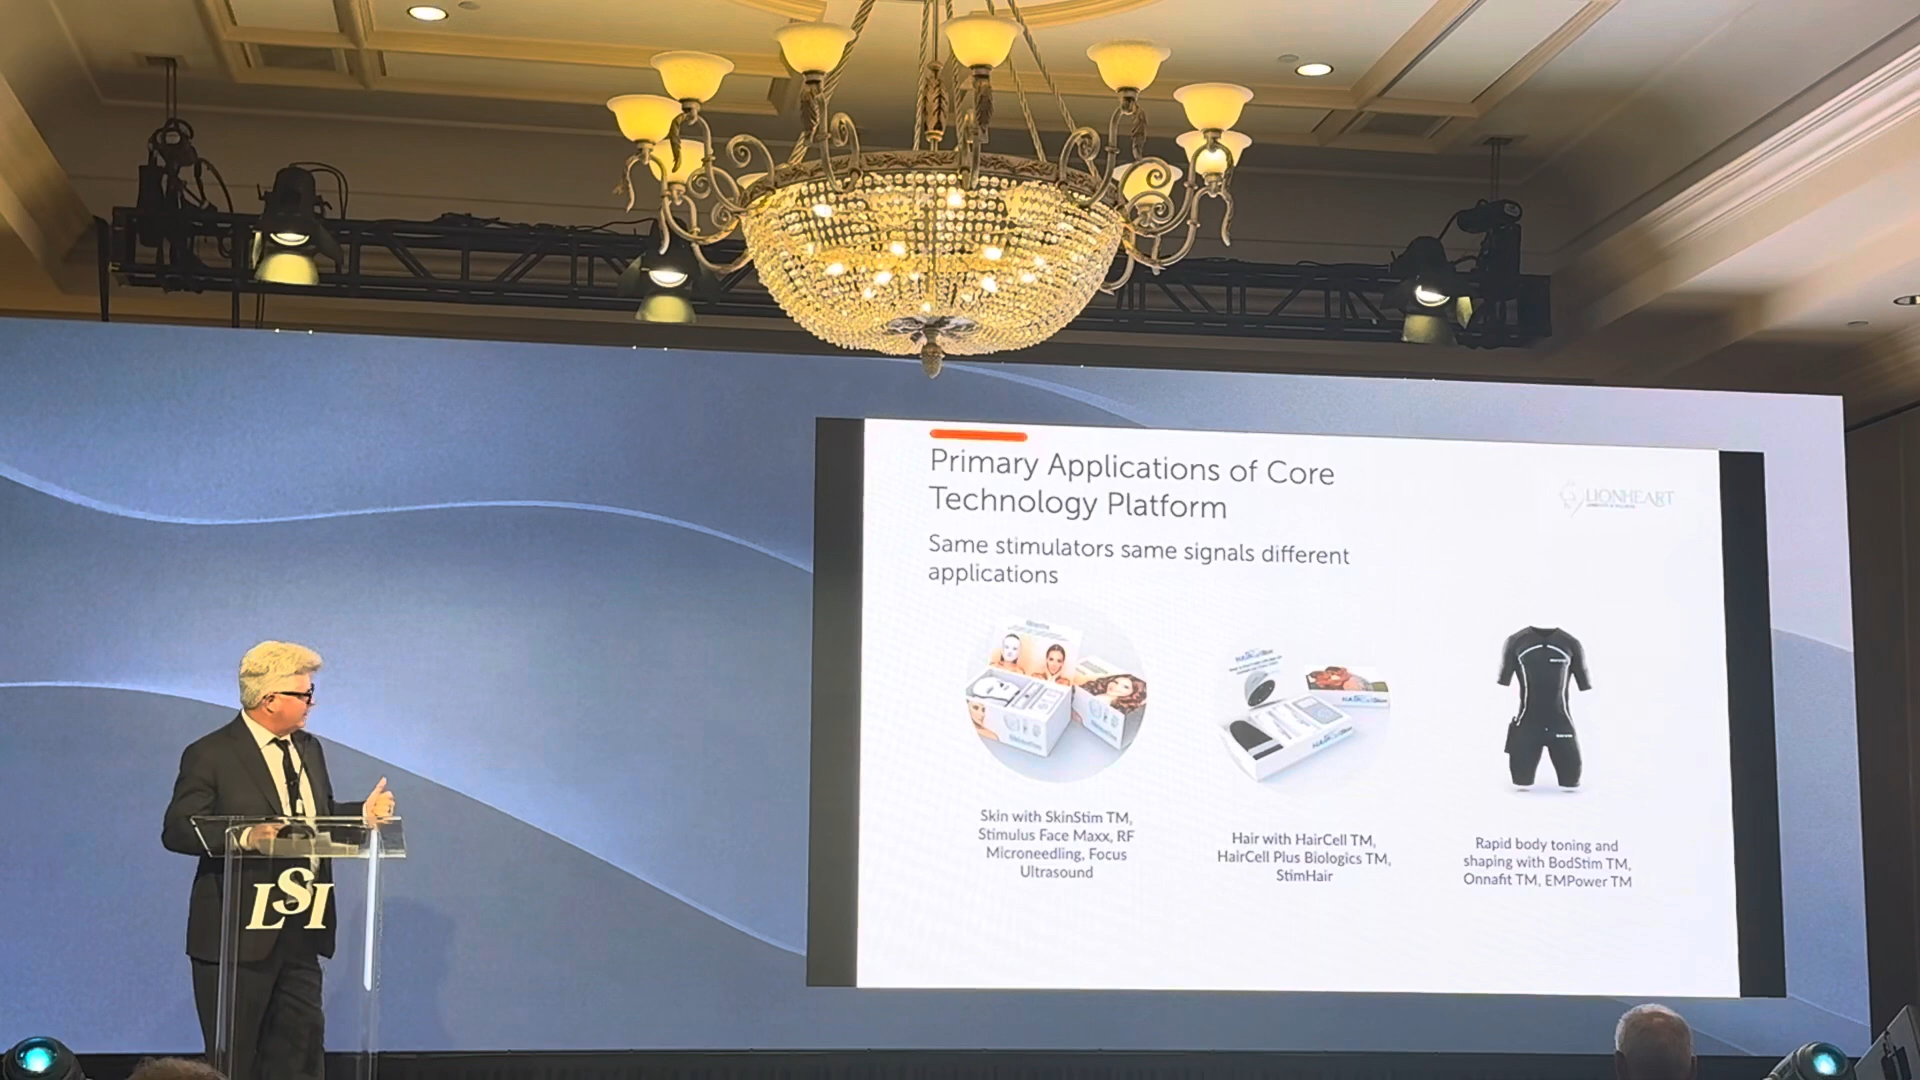 Primary Applications of Core
Technology Platform
LIONHEART
Same stimulators same signals different
applications
Skin with SkinStim TM,
Stimulus Face Maxx, RF
Microneedling, Focus
Ultrasound
Hair with HairCell TM,
HairCell Plus Biologics TM,
StimHair
Rapid body toning and
shaping with BodStim TM,
Onnafit TM, EMPower TM
LSI